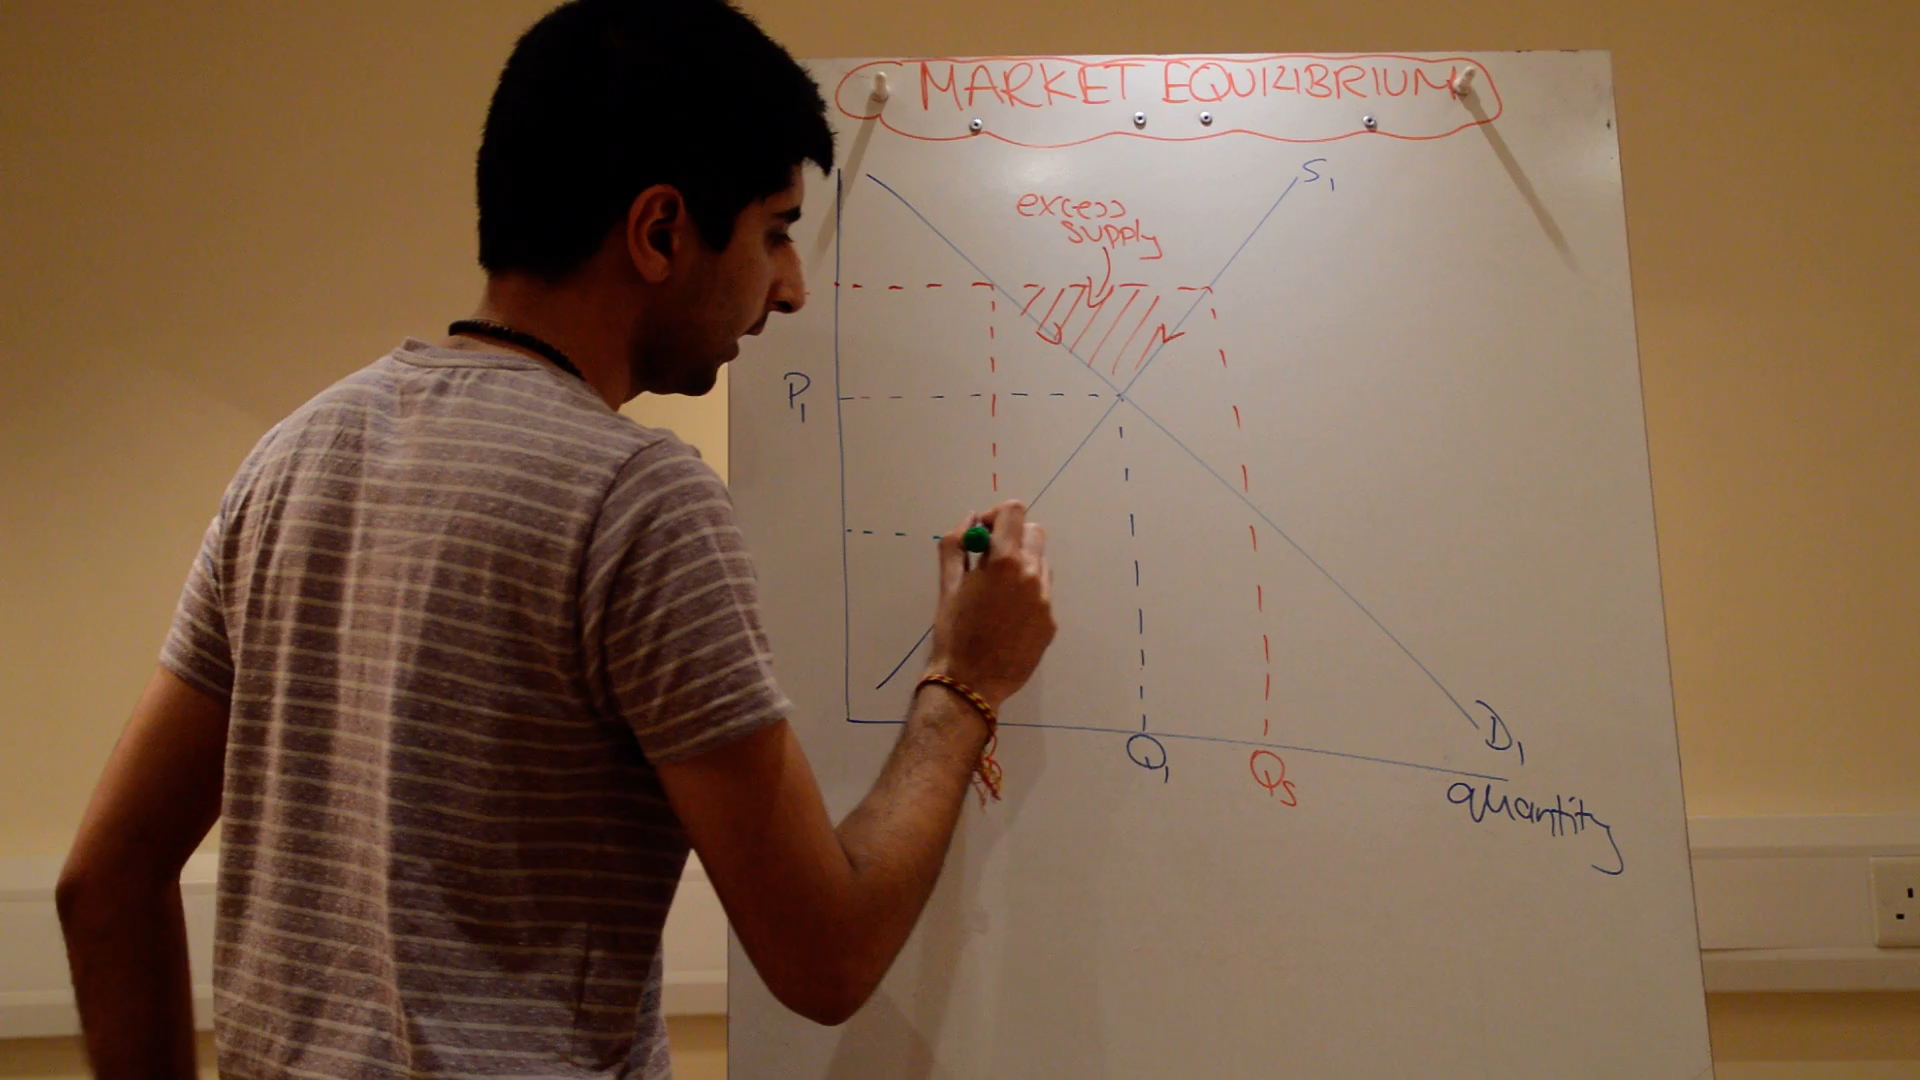 MARKET EQUILIBRIUM
S1
excess
supply
P1
D1
Q1
Qs
quantity